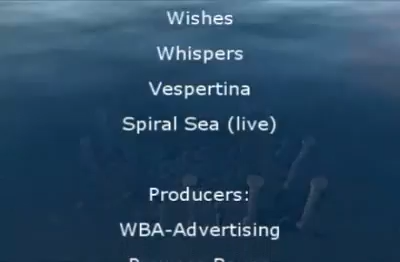 Wishes
Whispers
Vespertina
Spiral Sea (live)
Producers:
WBA-Advertising